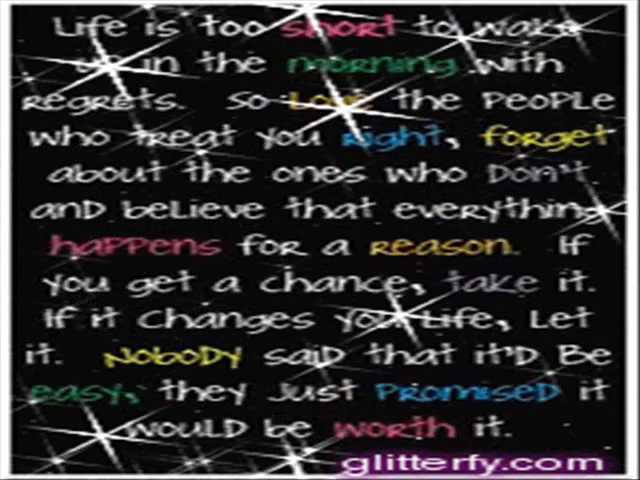 Life is too short to wake
up in the morning with
regrets. So Love the people
who treat you right, forget
about the ones who Don't
and believe that everything
happens for a reason. If
you get a chance, take it.
If it changes your Life, Let
it. Nobody said that it'd be
easy, they just promised it
would be worth it.
glitterfy.com